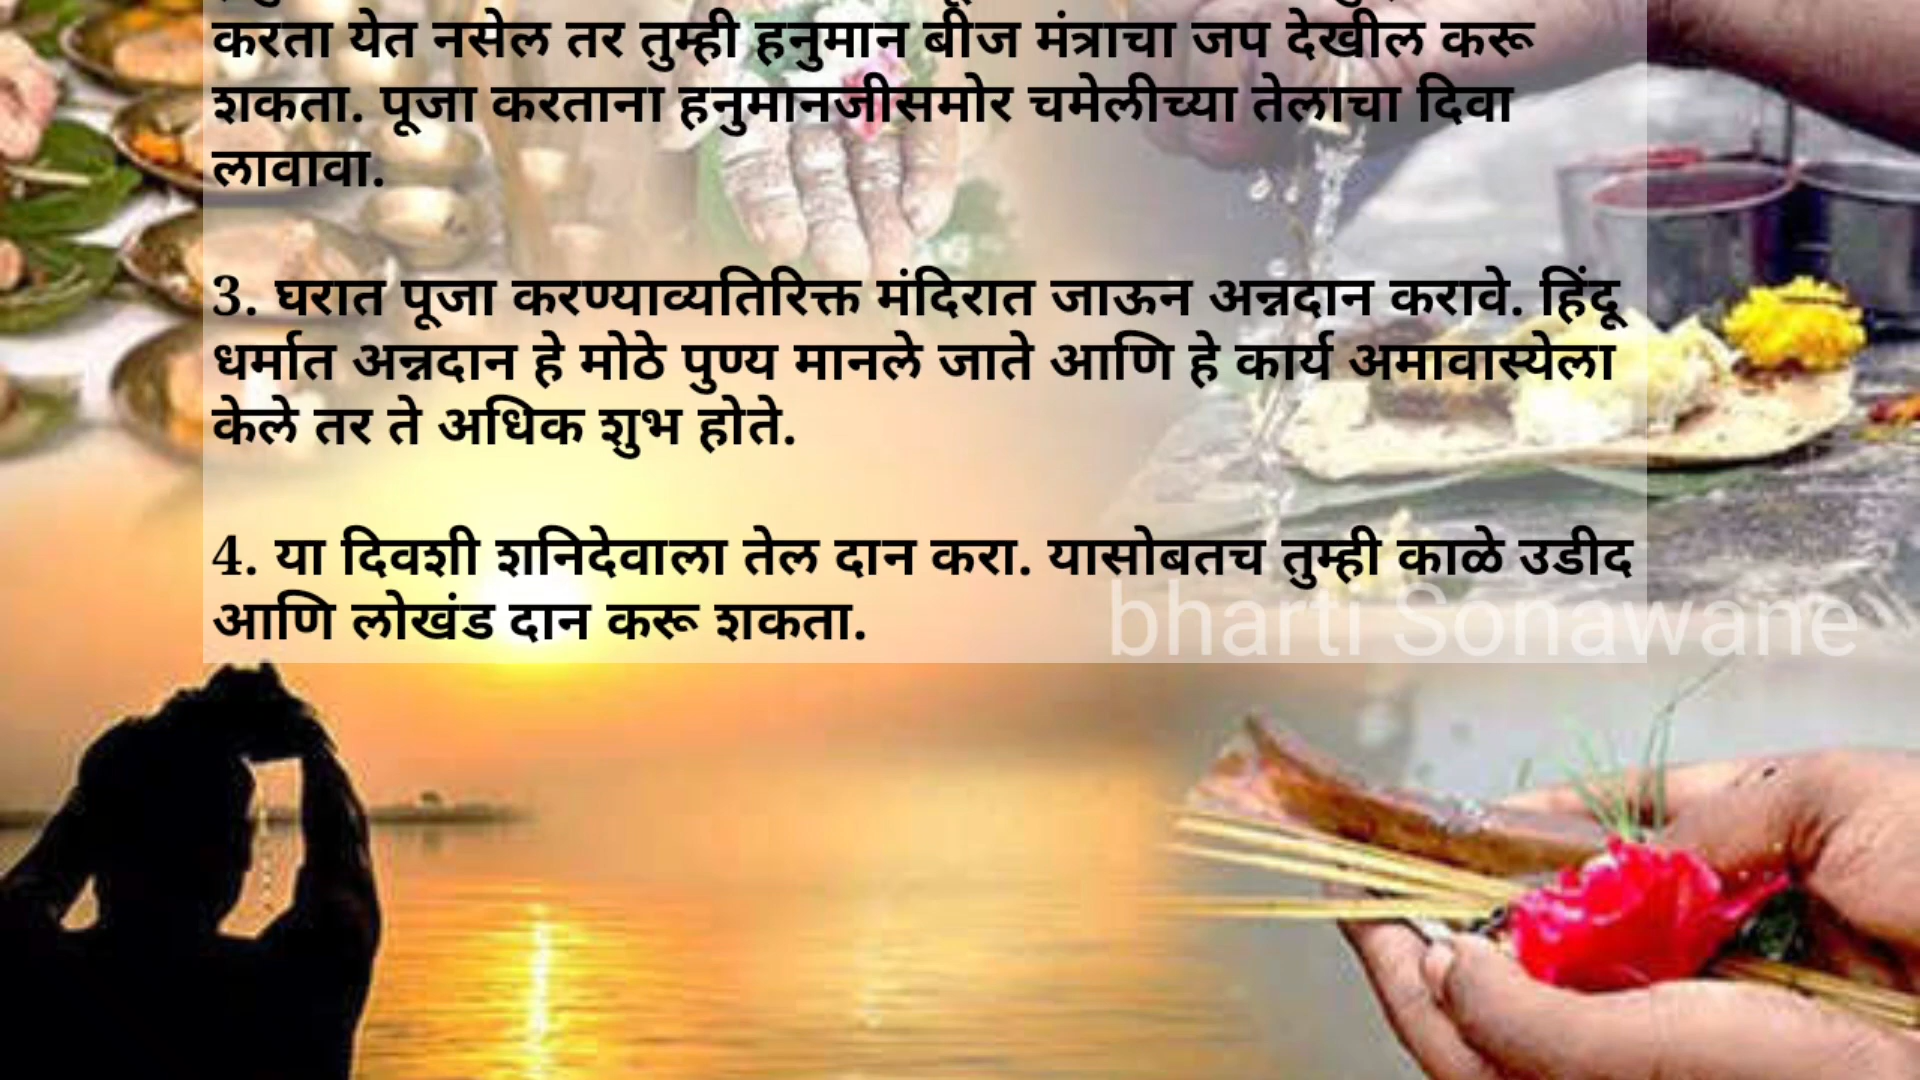 करता येत नसेल तर तुम्ही हनुमान बीज मंत्राचा जप देखील करू
शकता. पूजा करताना हनुमानजीसमोर चमेलीच्या तेलाचा दिवा
लावावा.
3. घरात पूजा करण्याव्यतिरिक्त मंदिरात जाऊन अन्नदान करावे. हिंदू
धर्मात अन्नदान हे मोठे पुण्य मानले जाते आणि हे कार्य अमावास्येला
केले तर ते अधिक शुभ होते.
4. या दिवशी शनिदेवाला तेल दान करा. यासोबतच तुम्ही काळे उडीद
आणि लोखंड दान करू शकता.
bharti Sonawane